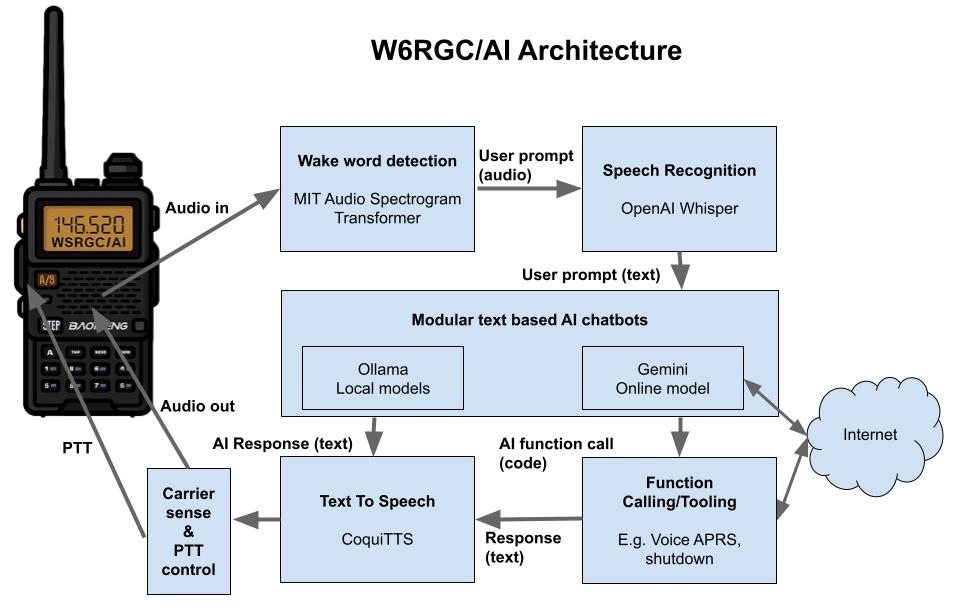 W6RGC/AI Architecture
146.520
WSRGC/AI
A/S
STEP
BAOFENG
Audio in
Wake word detection
MIT Audio Spectrogram
Transformer
User prompt
(audio)
Speech Recognition
OpenAI Whisper
User prompt (text)
Modular text based AI chatbots
Ollama
Local models
Gemini
Online model
Internet
Audio out
PTT
AI Response (text)
AI function call
(code)
Carrier
sense
&
PTT
control
Text To Speech
CoquiTTS
Response
(text)
Function
Calling/Tooling
E.g. Voice APRS,
shutdown